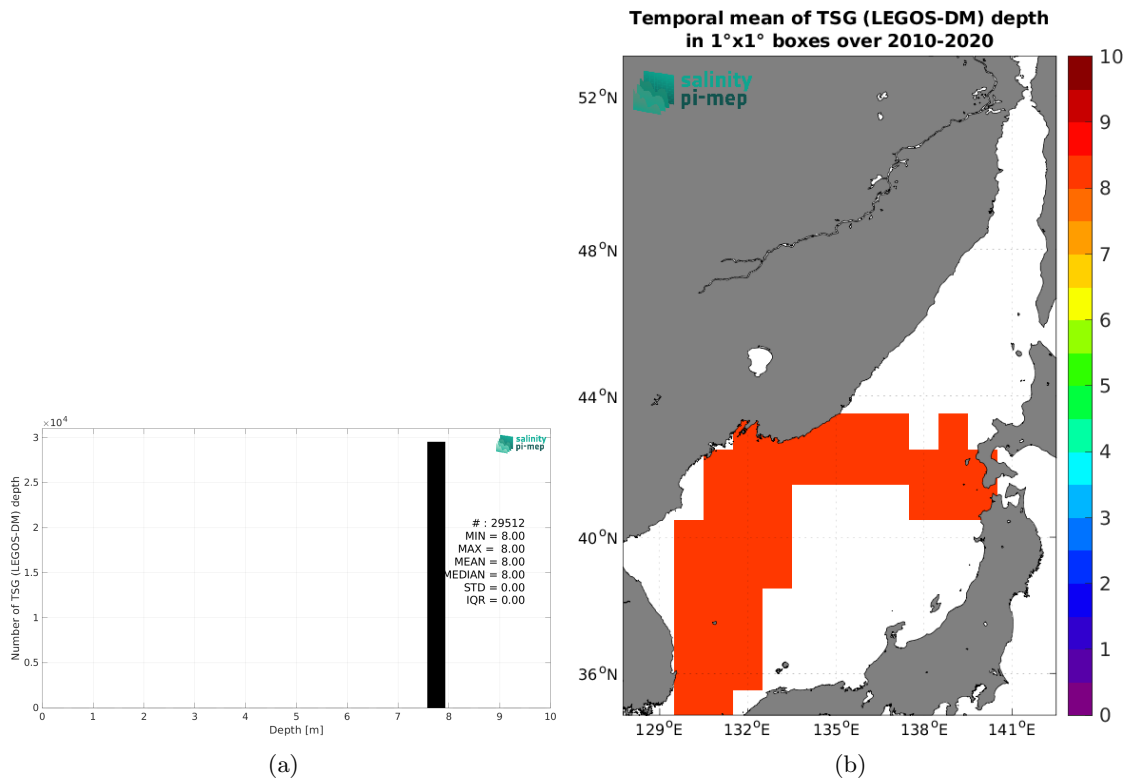 ×10⁴
3
2.5
2
1.5
1
0.5
0
Number of TSG (LEGOS-DM) depth
salinity
pi-mep
# : 29512
MIN = 8.00
MAX =  8.00
MEAN = 8.00
MEDIAN = 8.00
STD = 0.00
IQR = 0.00
0 1 2 3 4 5 6 7 8 9 10
Depth [m]
(a)
Temporal mean of TSG (LEGOS-DM) depth
in 1°x1° boxes over 2010-2020
salinity
pi-mep
52°N
48°N
44°N
40°N
36°N
129°E 132°E 135°E 138°E 141°E
10
9
8
7
6
5
4
3
2
1
0
(b)